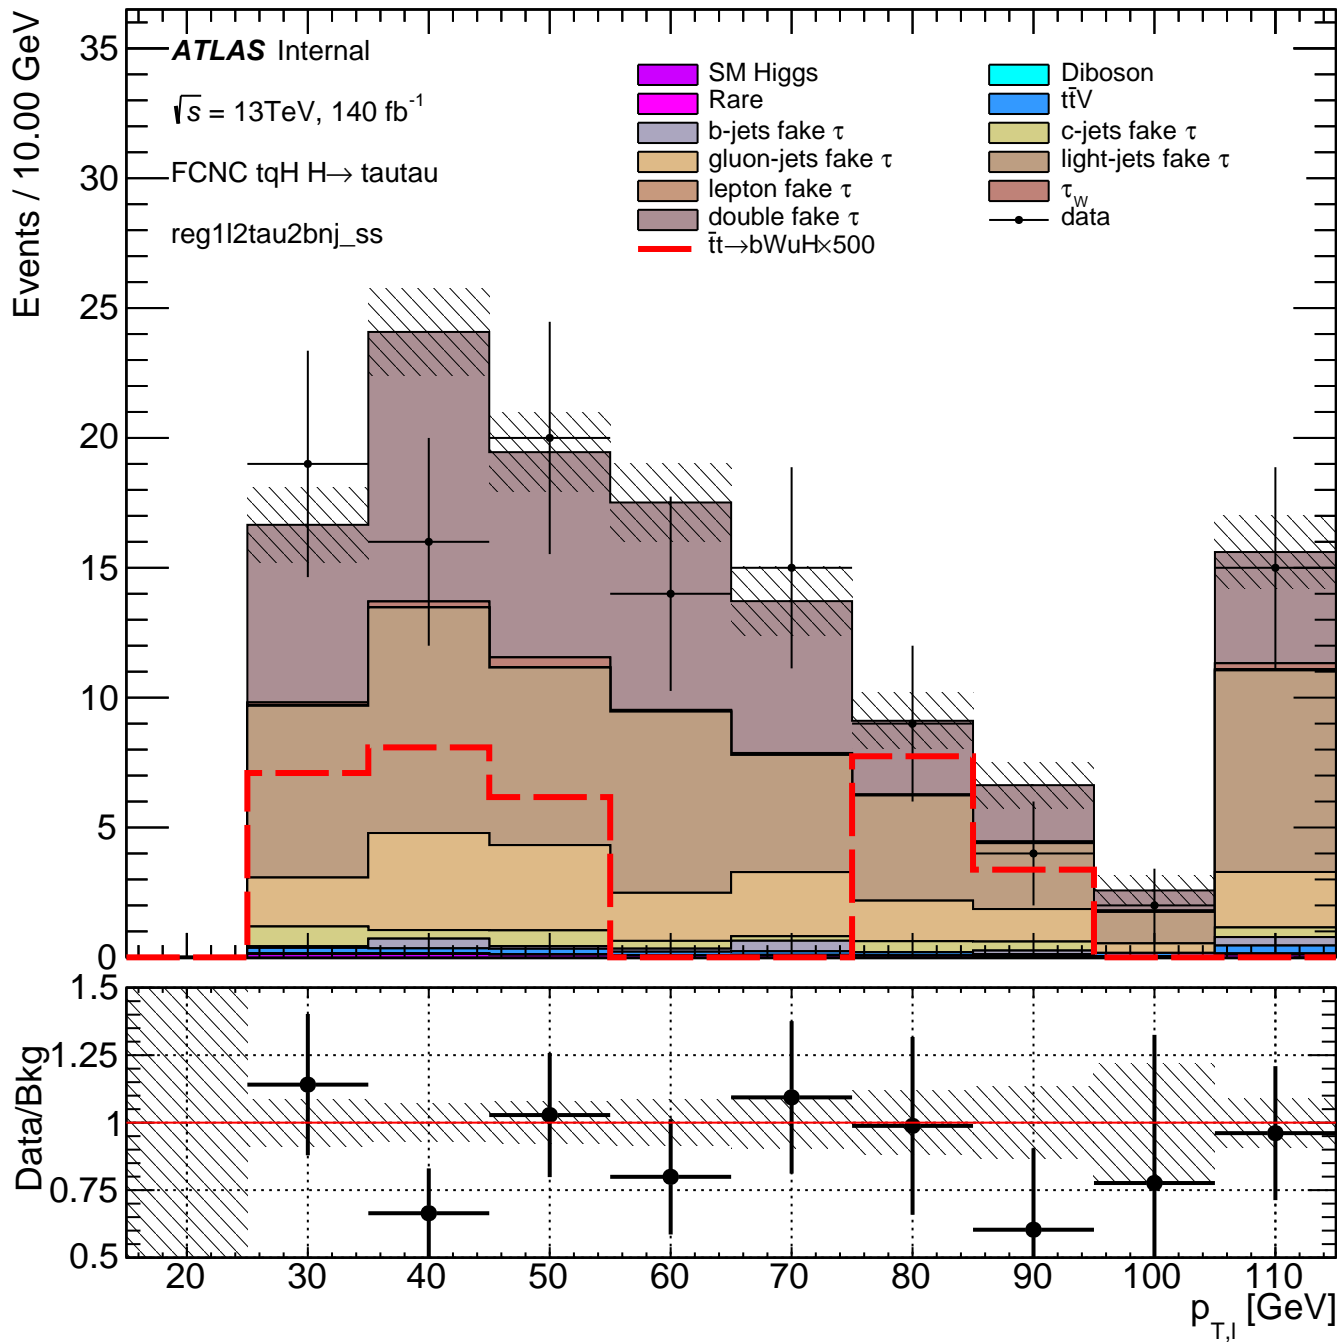 Events / 10.00 GeV
35
30
25
20
15
10
5
0
ATLAS Internal
√s = 13TeV, 140 fb⁻¹
FCNC tqH H→ tautau
reg1l2tau2bnj_ss
SM Higgs
Diboson
Rare
tt̄V
b-jets fake τ
c-jets fake τ
gluon-jets fake τ
light-jets fake τ
lepton fake τ
τ_W
double fake τ
data
t̄t→bWuH×500
Data/Bkg
1.5
1.25
1
0.75
0.5
20 30 40 50 60 70 80 90 100 110
p_T,l [GeV]